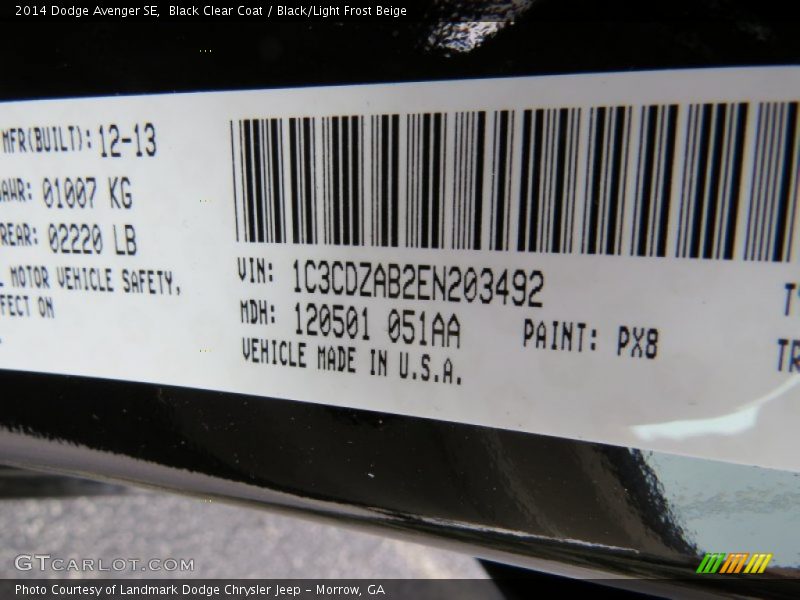 2014 Dodge Avenger SE,  Black Clear Coat / Black/Light Frost Beige
MFR(BUILT): 12-13
01007 KG
REAR: 02220 LB
MOTOR VEHICLE SAFETY,
ON
VIN: 1C3CDZAB2EN203492
MDH: 120501 051AA
PAINT: PX8
VEHICLE MADE IN U.S.A.
GTCARLOT.COM
Photo Courtesy of Landmark Dodge Chrysler Jeep - Morrow, GA